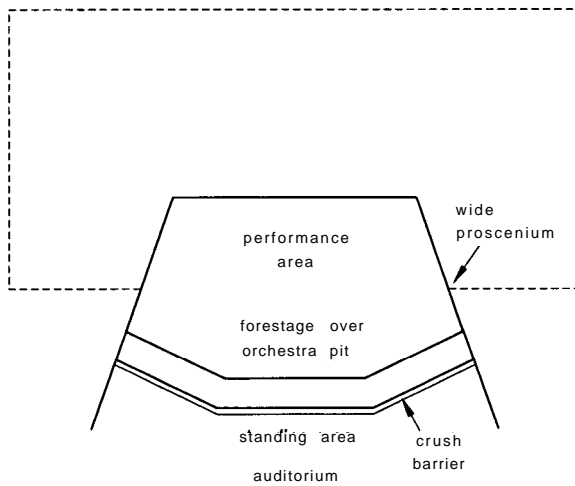 wide
proscenium
performance
area
forestage over
orchestra pit
standing area
crush
barrier
auditorium